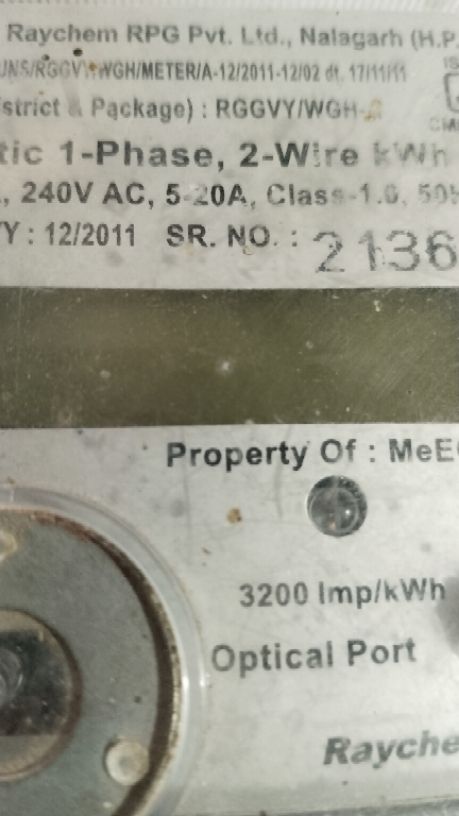 Raychem RPG Pvt. Ltd., Nalagarh (H.P.
/METER/A-12/2011-12/02 dt. 17/11/11
strict & Package) : RGGVY/WGH-
tic 1-Phase, 2-Wire kWh
, 240V AC, 5-20A, Class-1.0, 50
Y : 12/2011 SR. NO. : 2136
Property Of : MeE
3200 Imp/kWh
Optical Port
Rayche